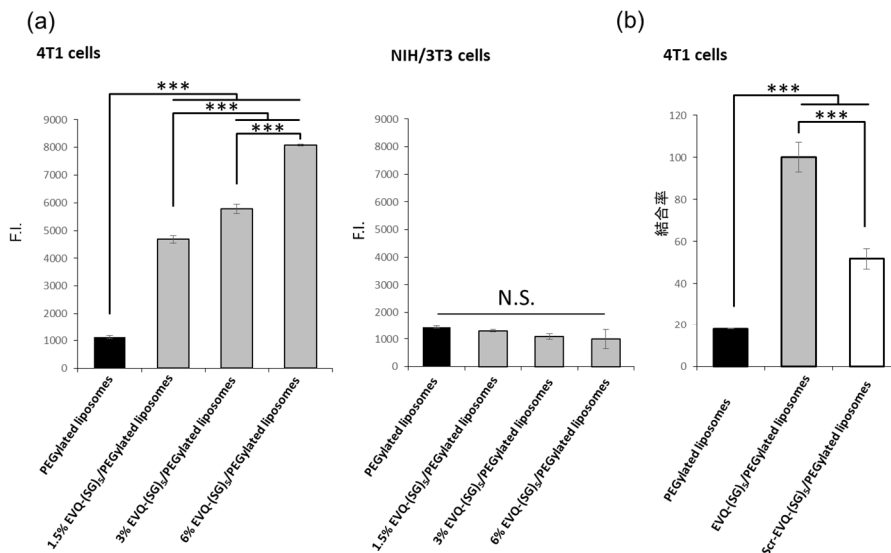 (a)
4T1 cells
***
***
***
9000
8000
7000
6000
5000
4000
3000
2000
1000
0
F.I.
PEGylated liposomes
1.5% EVQ-(SG)₅/PEGylated liposomes
3% EVQ-(SG)₅/PEGylated liposomes
6% EVQ-(SG)₅/PEGylated liposomes
NIH/3T3 cells
9000
8000
7000
6000
5000
4000
3000
2000
1000
0
F.I.
N.S.
PEGylated liposomes
1.5% EVQ-(SG)₅/PEGylated liposomes
3% EVQ-(SG)₅/PEGylated liposomes
6% EVQ-(SG)₅/PEGylated liposomes
(b)
4T1 cells
***
***
120
100
80
60
40
20
0
結合率
PEGylated liposomes
EVQ-(SG)₅/PEGylated liposomes
Scr-EVQ-(SG)₅/PEGylated liposomes